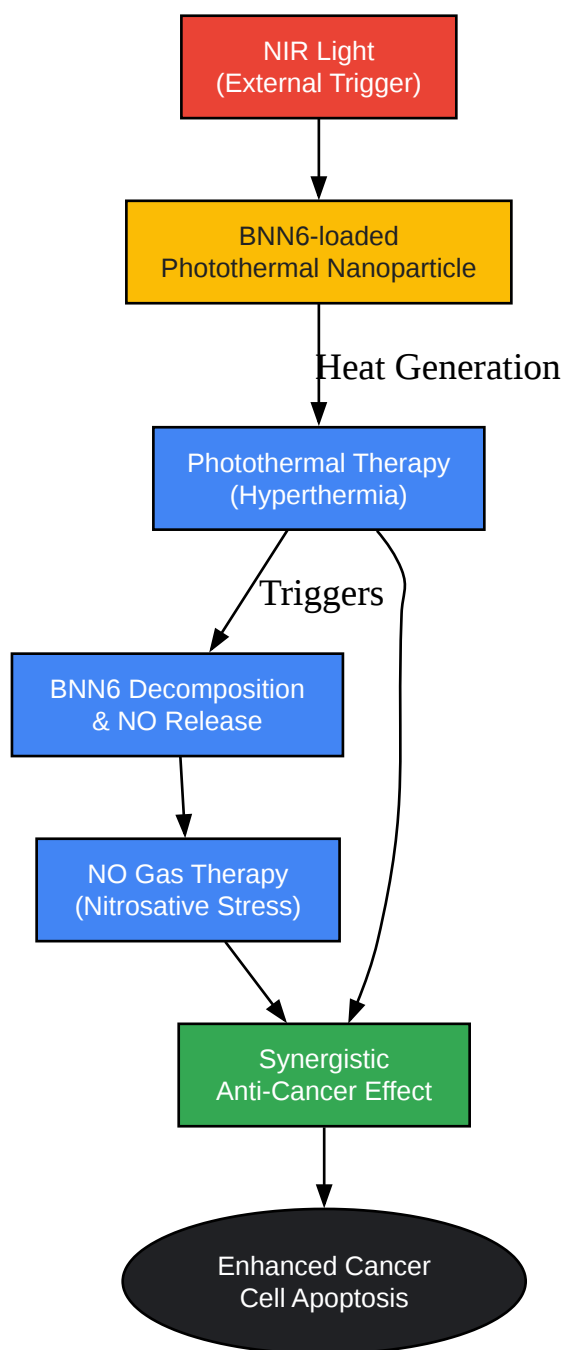 NIR Light
(External Trigger)
BNN6-loaded
Photothermal Nanoparticle
Heat Generation
Photothermal Therapy
(Hyperthermia)
Triggers
BNN6 Decomposition
& NO Release
NO Gas Therapy
(Nitrosative Stress)
Synergistic
Anti-Cancer Effect
Enhanced Cancer
Cell Apoptosis